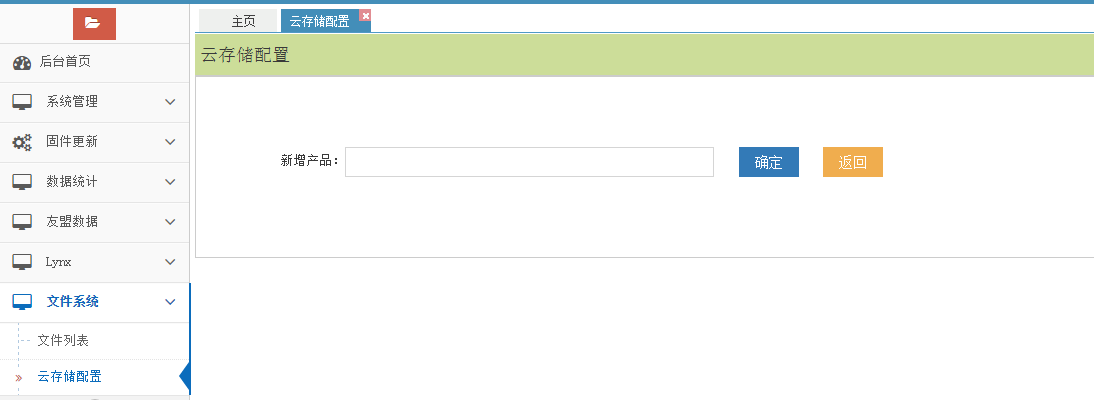 主页
云存储配置
云存储配置
后台首页
系统管理
固件更新
数据统计
友盟数据
Lynx
文件系统
文件列表
云存储配置
新增产品：
确定
返回